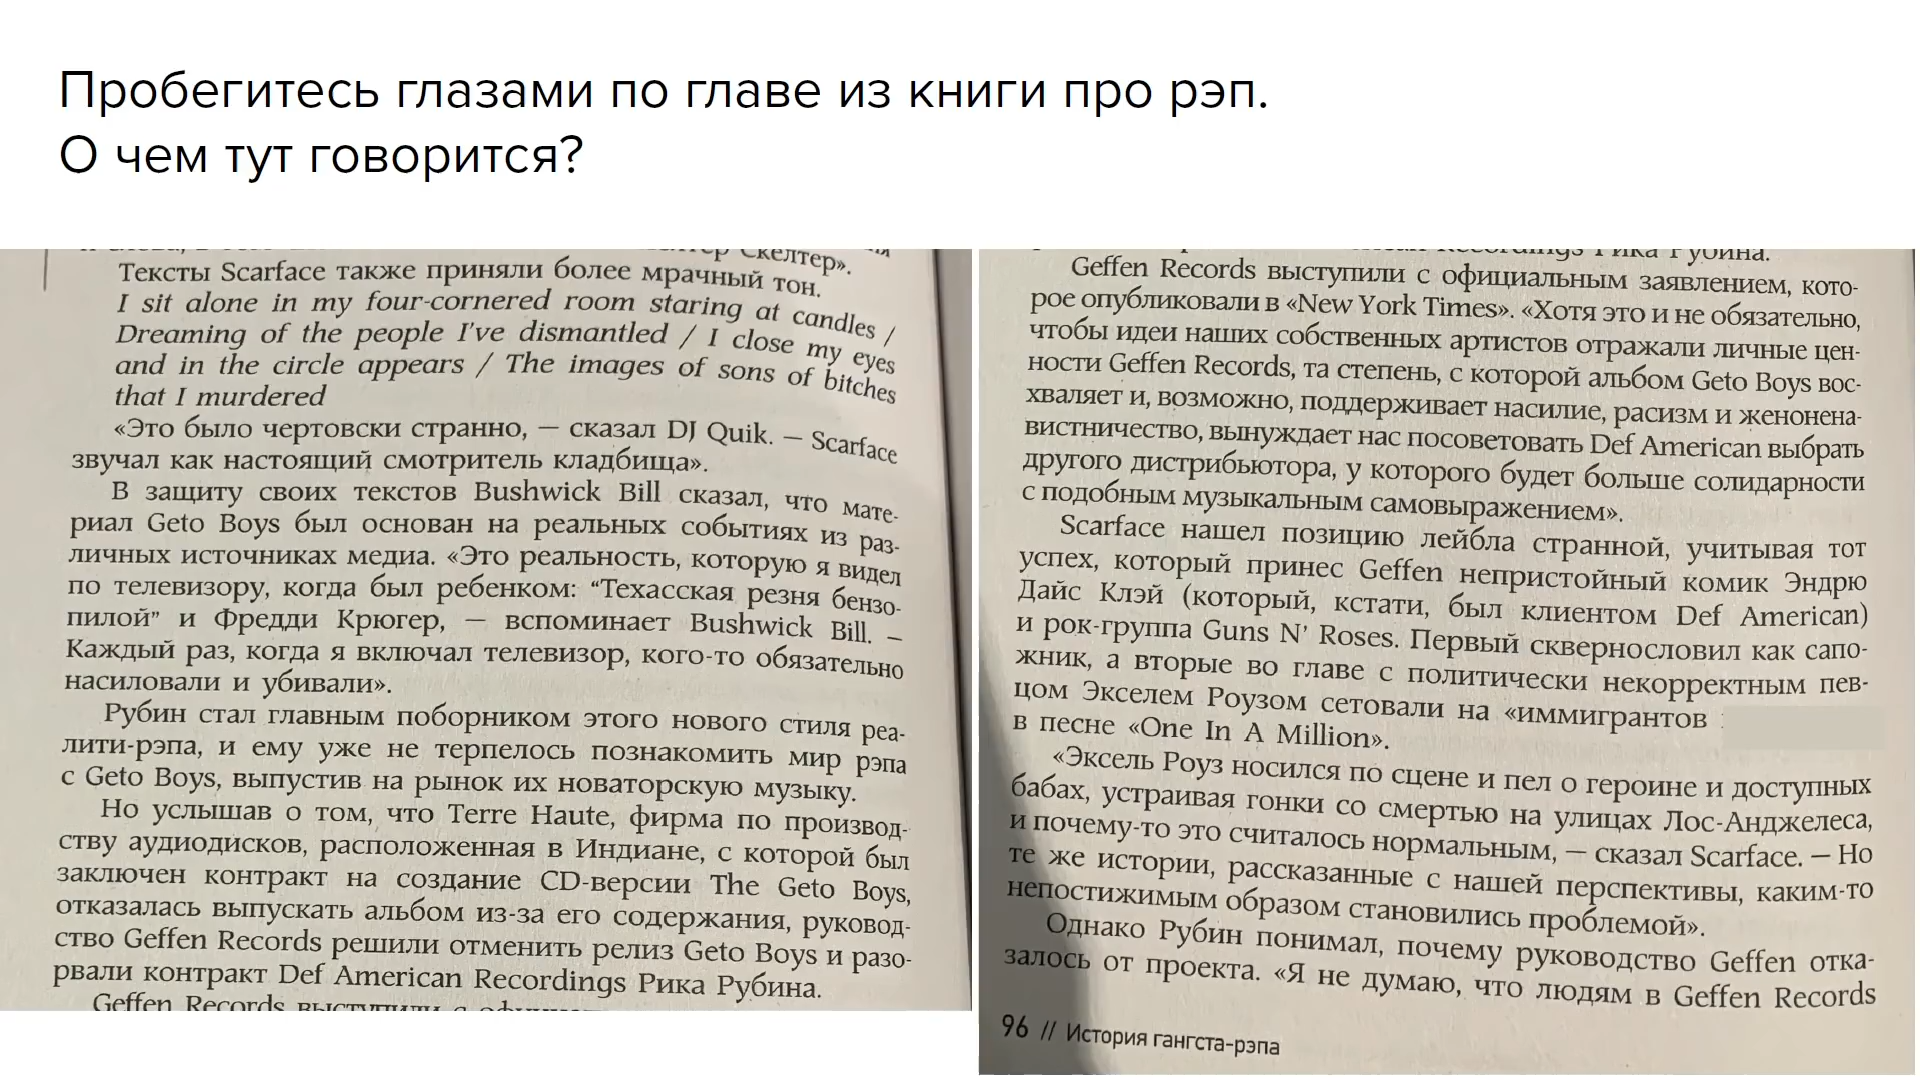 Пробегитесь глазами по главе из книги про рэп.
О чем тут говорится?
Скелтер».
Тексты Scarface также приняли более мрачный тон.
I sit alone in my four-cornered room staring at candles /
Dreaming of the people I've dismantled / I close my eyes
and in the circle appears / The images of sons of bitches
that I murdered
«Это было чертовски странно, — сказал DJ Quik. — Scarface
звучал как настоящий смотритель кладбища».
В защиту своих текстов Bushwick Bill сказал, что мате-
риал Geto Boys был основан на реальных событиях из раз-
личных источниках медиа. «Это реальность, которую я видел
по телевизору, когда был ребенком: “Техасская резня бензо-
пилой” и Фредди Крюгер, — вспоминает Bushwick Bill. —
Каждый раз, когда я включал телевизор, кого-то обязательно
насиловали и убивали».
Рубин стал главным поборником этого нового стиля реа-
лити-рэпа, и ему уже не терпелось познакомить мир рэпа
с Geto Boys, выпустив на рынок их новаторскую музыку.
Но услышав о том, что Terre Haute, фирма по производ-
ству аудиодисков, расположенная в Индиане, с которой был
заключен контракт на создание CD-версии The Geto Boys,
отказалась выпускать альбом из-за его содержания, руковод-
ство Geffen Records решили отменить релиз Geto Boys и разо-
рвали контракт Def American Recordings Рика Рубина.
Geffen Records выступили с
Recordings Рика Рубина.
Geffen Records выступили с официальным заявлением, кото-
рое опубликовали в «New York Times». «Хотя это и не обязательно,
чтобы идеи наших собственных артистов отражали личные цен-
ности Geffen Records, та степень, с которой альбом Geto Boys вос-
хваляет и, возможно, поддерживает насилие, расизм и женонена-
вистничество, вынуждает нас посоветовать Def American выбрать
другого дистрибьютора, у которого будет больше солидарности
с подобным музыкальным самовыражением».
Scarface нашел позицию лейбла странной, учитывая тот
успех, который принес Geffen непристойный комик Эндрю
Дайс Клэй (который, кстати, был клиентом Def American)
и рок-группа Guns N’ Roses. Первый сквернословил как сапо-
жник, а вторые во главе с политически некорректным пев-
цом Экселем Роузом сетовали на «иммигрантов
в песне «One In A Million».
«Эксель Роуз носился по сцене и пел о героине и доступных
бабах, устраивая гонки со смертью на улицах Лос-Анджелеса,
и почему-то это считалось нормальным, — сказал Scarface. — Но
те же истории, рассказанные с нашей перспективы, каким-то
непостижимым образом становились проблемой».
Однако Рубин понимал, почему руководство Geffen отка-
залось от проекта. «Я не думаю, что людям в Geffen Records
96 // История гангста-рэпа